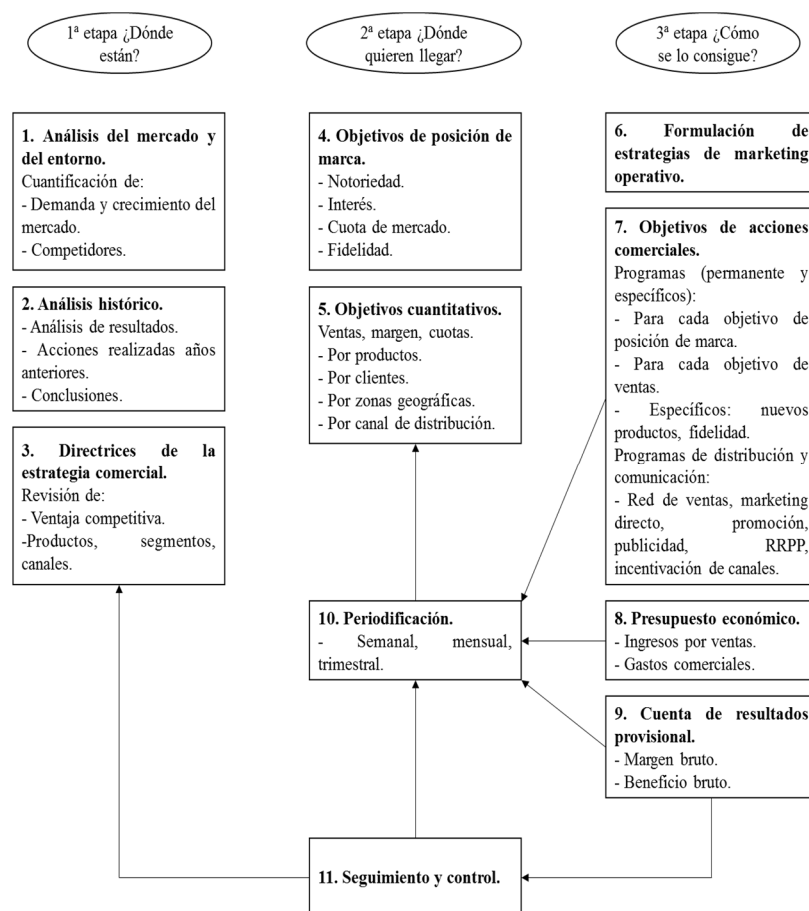 1ª etapa ¿Dónde
están?
2ª etapa ¿Dónde
quieren llegar?
3ª etapa ¿Cómo
se lo consigue?
1. Análisis del mercado y
del entorno.
Cuantificación de:
- Demanda y crecimiento del
mercado.
- Competidores.
2. Análisis histórico.
- Análisis de resultados.
- Acciones realizadas años
anteriores.
- Conclusiones.
3. Directrices de la
estrategia comercial.
Revisión de:
- Ventaja competitiva.
-Productos, segmentos,
canales.
4. Objetivos de posición de
marca.
- Notoriedad.
- Interés.
- Cuota de mercado.
- Fidelidad.
5. Objetivos cuantitativos.
Ventas, margen, cuotas.
- Por productos.
- Por clientes.
- Por zonas geográficas.
- Por canal de distribución.
6. Formulación de
estrategias de marketing
operativo.
7. Objetivos de acciones
comerciales.
Programas (permanente y
específicos):
- Para cada objetivo de
posición de marca.
- Para cada objetivo de
ventas.
- Específicos: nuevos
productos, fidelidad.
Programas de distribución y
comunicación:
- Red de ventas, marketing
directo, promoción,
publicidad, RRPP,
incentivación de canales.
8. Presupuesto económico.
- Ingresos por ventas.
- Gastos comerciales.
9. Cuenta de resultados
provisional.
- Margen bruto.
- Beneficio bruto.
10. Periodificación.
- Semanal, mensual,
trimestral.
11. Seguimiento y control.